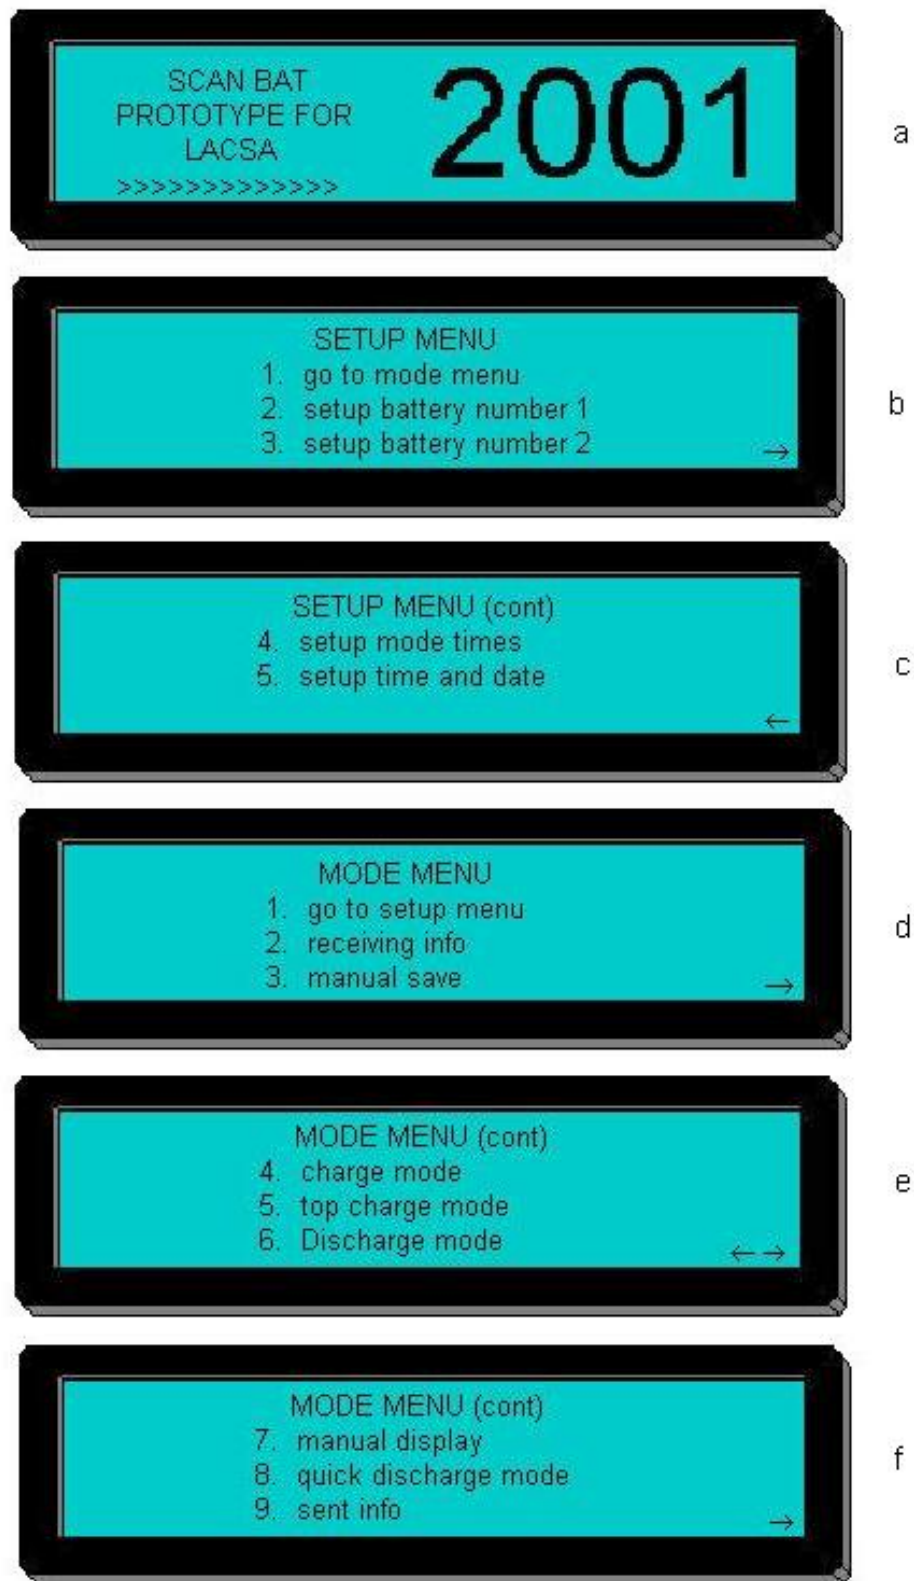 SCAN BAT
PROTOTYPE FOR
LACSA
>>>>>>>>>>>>>
2001
a
SETUP MENU
1. go to mode menu
2. setup battery number 1
3. setup battery number 2
→
b
SETUP MENU (cont)
4. setup mode times
5. setup time and date
←
c
MODE MENU
1. go to setup menu
2. receiving info
3. manual save
→
d
MODE MENU (cont)
4. charge mode
5. top charge mode
6. Discharge mode
← →
e
MODE MENU (cont)
7. manual display
8. quick discharge mode
9. sent info
→
f